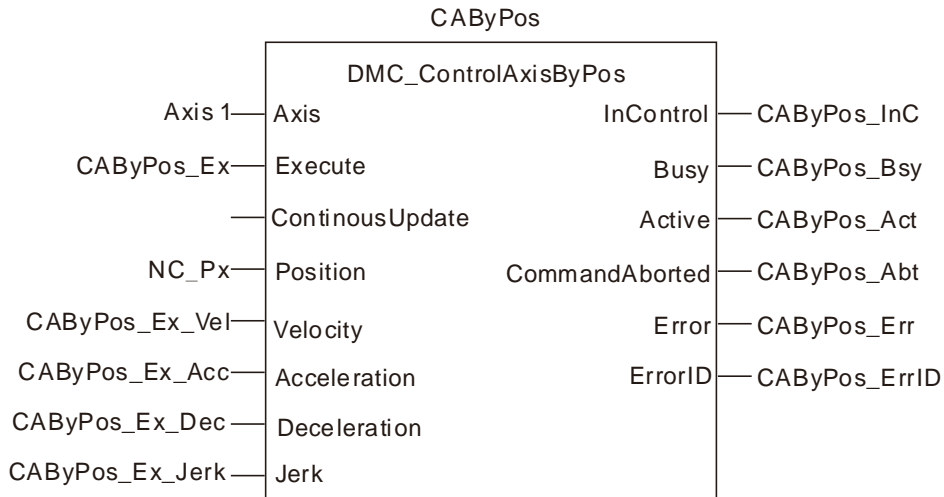 CAByPos
DMC_ControlAxisByPos
Axis 1 Axis InControl CAByPos_InC
CAByPos_Ex Execute Busy CAByPos_Bsy
ContinousUpdate Active CAByPos_Act
NC_Px Position CommandAborted CAByPos_Abt
CAByPos_Ex_Vel Velocity Error CAByPos_Err
CAByPos_Ex_Acc Acceleration ErrorID CAByPos_ErrID
CAByPos_Ex_Dec Deceleration
CAByPos_Ex_Jerk Jerk